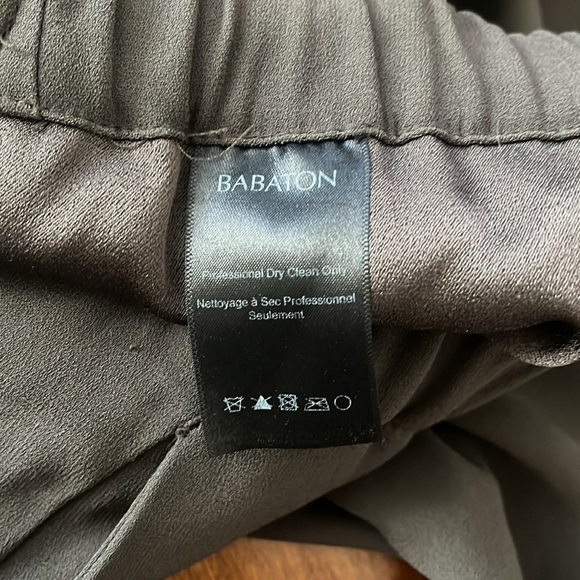 BABATON
Professional Dry Clean Only
Nettoyage à Sec Professionnel
Seulement